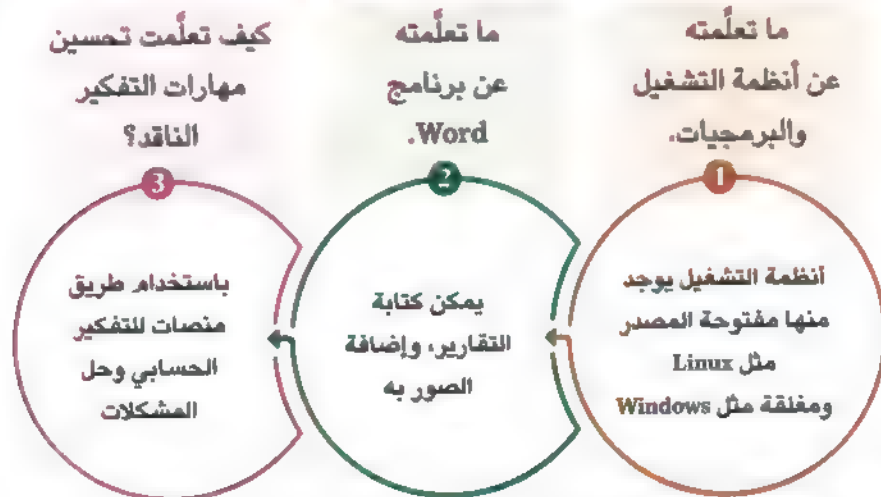 ما تعلَّمته
عن أنظمة التشغيل
والبرمجيات.
1
أنظمة التشغيل يوجد
منها مفتوحة المصدر
مثل Linux
ومغلقة مثل Windows
ما تعلَّمته
عن برنامج
Word.
2
يمكن كتابة
التقارير، وإضافة
الصور به
كيف تعلَّمت تحسين
مهارات التفكير
الناقد؟
3
باستخدام طريق
منصات للتفكير
الحسابي وحل
المشكلات